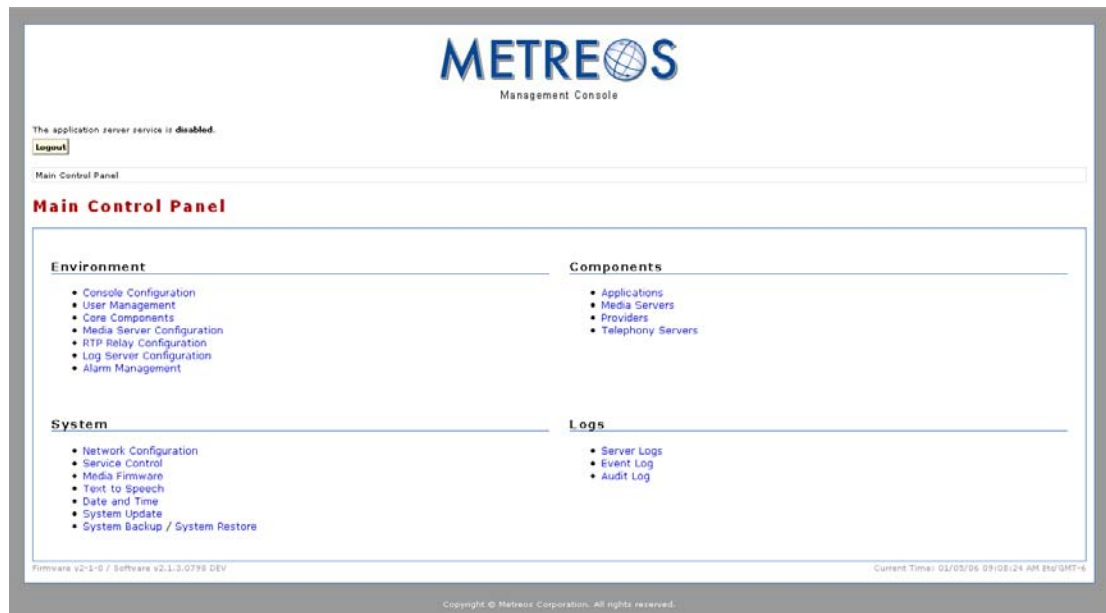 METREOS
Management Console
The application server service is disabled.
Logout
Main Control Panel
Main Control Panel
Environment
Console Configuration
User Management
Core Components
Media Server Configuration
RTP Relay Configuration
Log Server Configuration
Alarm Management
Components
Applications
Media Servers
Providers
Telephony Servers
System
Network Configuration
Service Control
Media Firmware
Text to Speech
Date and Time
System Update
System Backup / System Restore
Logs
Server Logs
Event Log
Audit Log
Firmware v2-1-0 / Software v2.1.3.0798 DEV
Current Time: 01/05/06 09:08:24 AM Etc/GMT-6
Copyright © Metreos Corporation. All rights reserved.